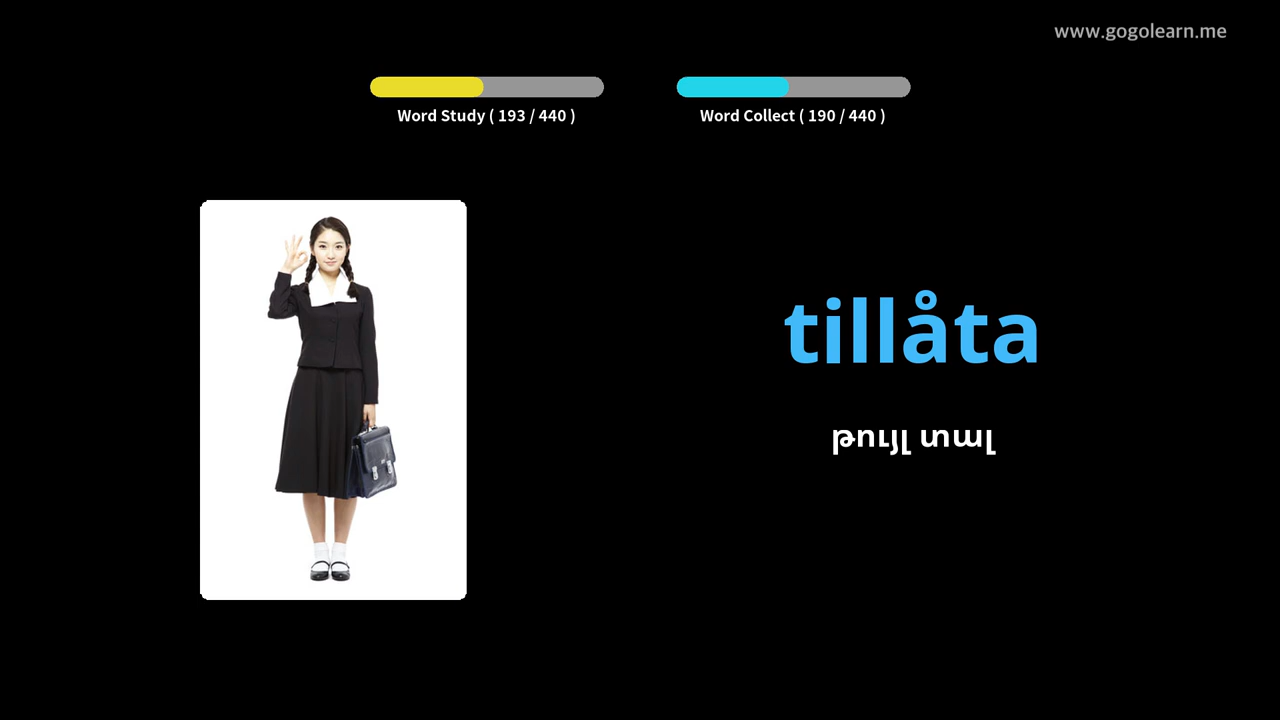 www.gogolearn.me
Word Study ( 193 / 440 )
Word Collect ( 190 / 440 )
tillåta
թույլ տալ